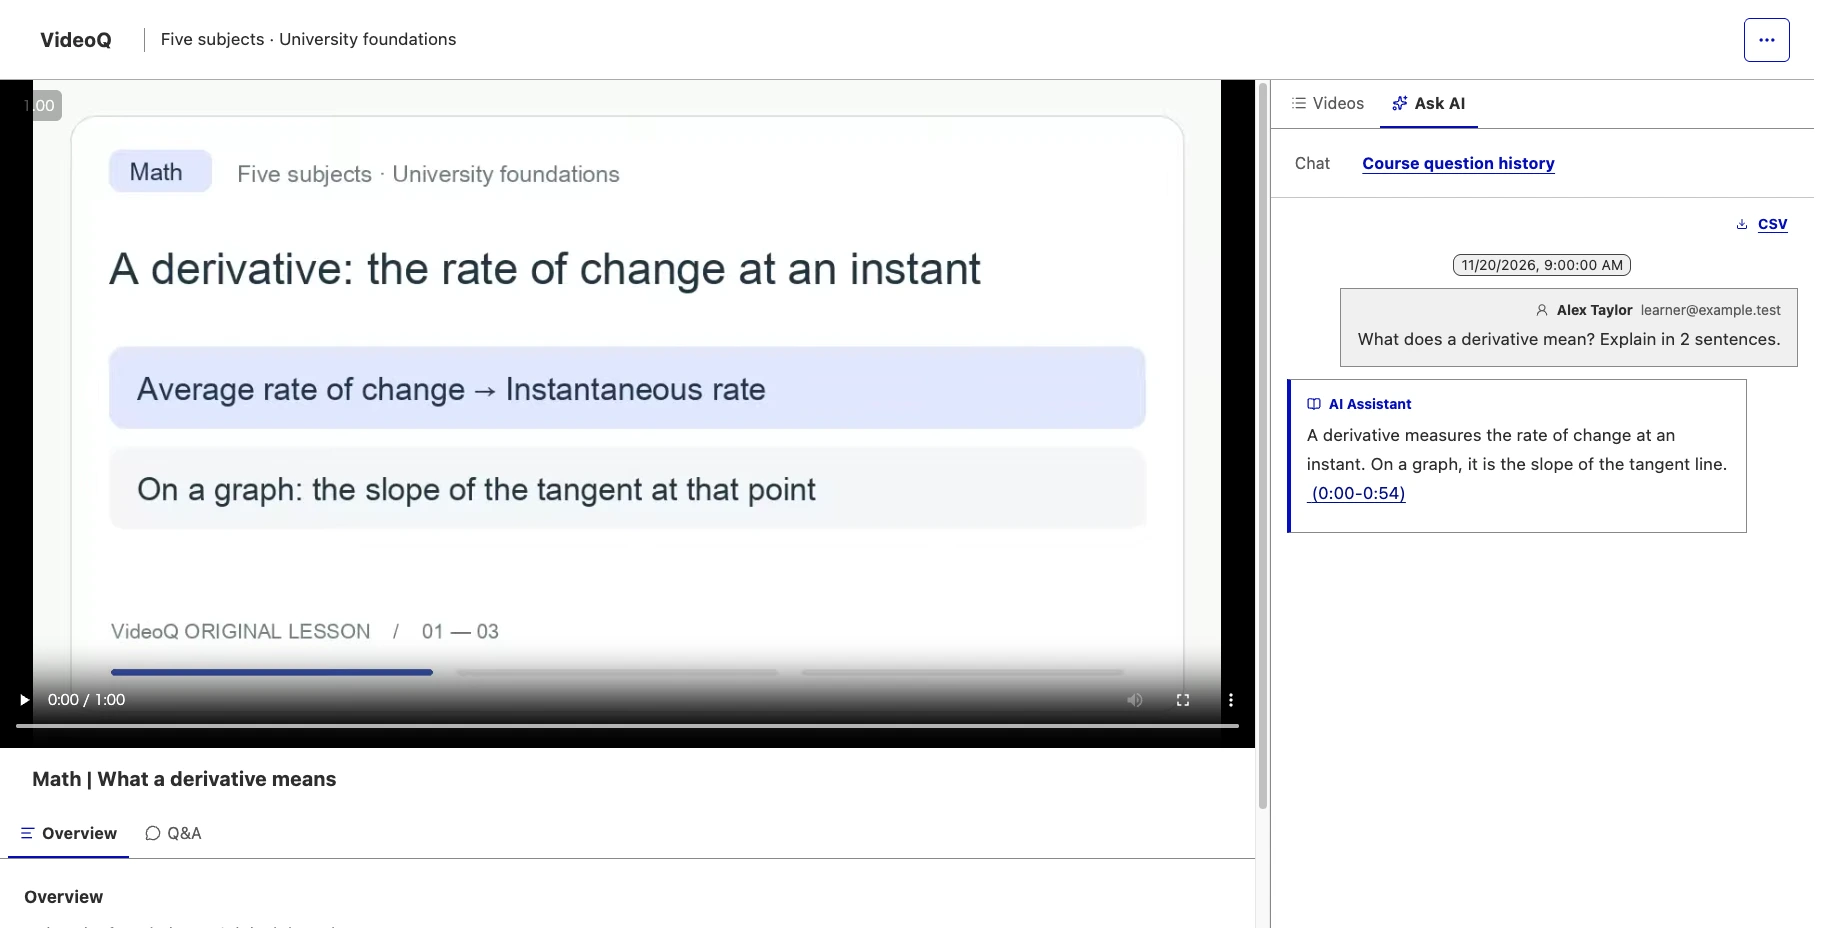 VideoQ
Five subjects · University foundations
1.00
Math
Five subjects · University foundations
A derivative: the rate of change at an instant
Average rate of change → Instantaneous rate
On a graph: the slope of the tangent at that point
VideoQ ORIGINAL LESSON / 01 — 03
0:00 / 1:00
Math | What a derivative means
Overview
Q&A
Overview
Videos
Ask AI
Chat
Course question history
CSV
11/20/2026, 9:00:00 AM
Alex Taylor learner@example.test
What does a derivative mean? Explain in 2 sentences.
AI Assistant
A derivative measures the rate of change at an
instant. On a graph, it is the slope of the tangent line.
(0:00-0:54)